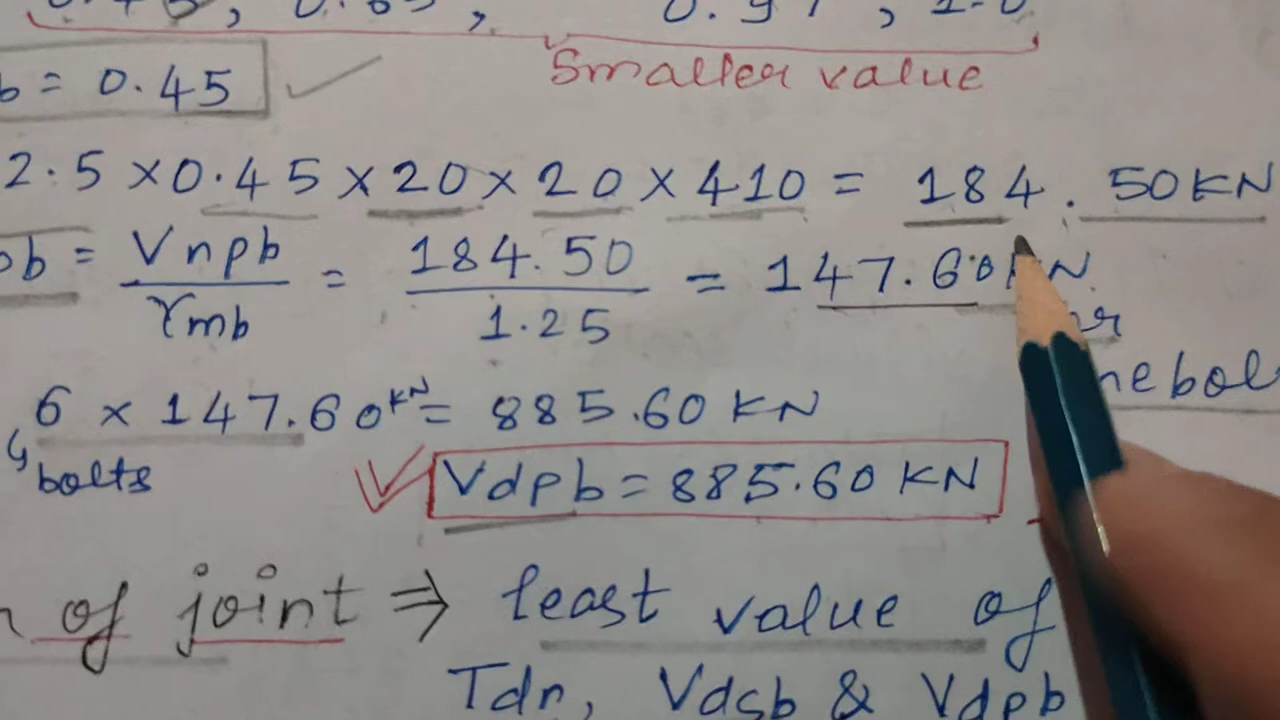 Smaller value
b = 0.45
2.5 × 0.45 × 20 × 20 × 410 = 184.50 KN
b = Vnpb / γmb = 184.50 / 1.25 = 147.60 KN
6 × 147.60 KN = 885.60 KN
bolts
Vdpb = 885.60 KN
of joint ⇒ least value of
Tdn, Vdsb & Vdpb